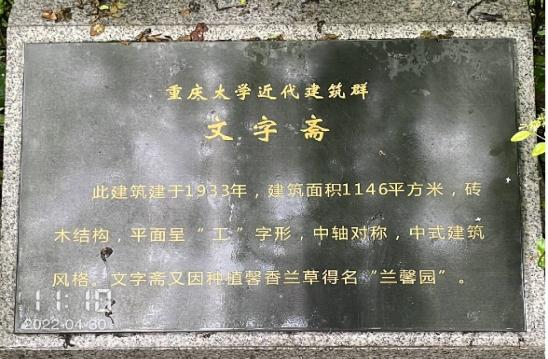 重庆大学近代建筑群
文字斋
此建筑建于1933年，建筑面积1146平方米，砖
木结构，平面呈“工”字形，中轴对称，中式建筑
风格。文字斋又因种植馨香兰草得名“兰馨园”。
11:10
2022-04-30